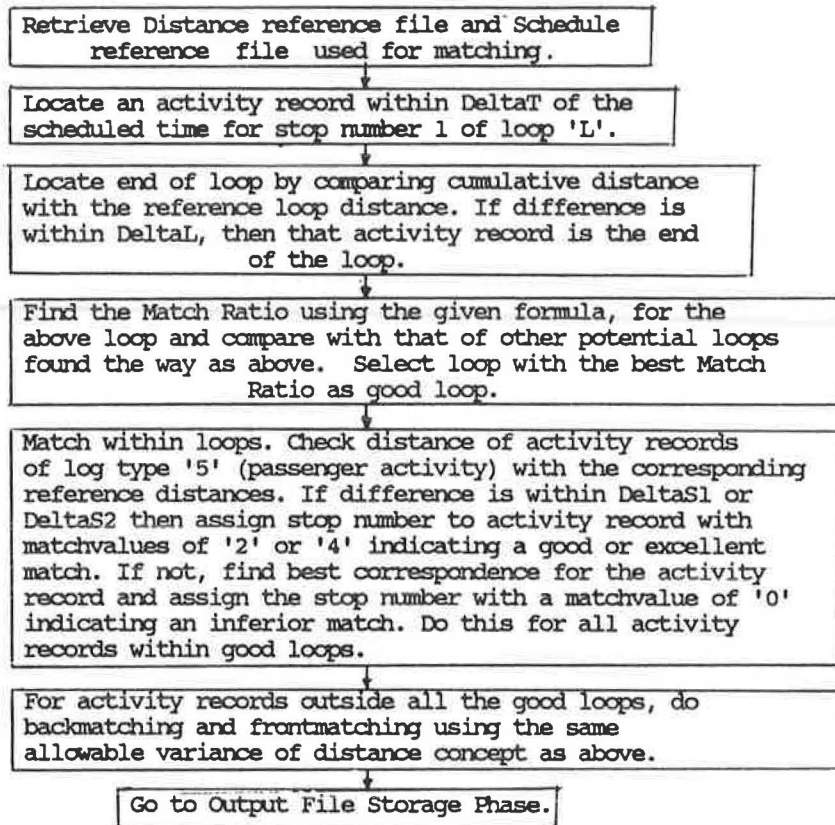 Retrieve Distance reference file and Schedule
reference file used for matching.
Locate an activity record within DeltaT of the
scheduled time for stop number 1 of loop 'L'.
Locate end of loop by comparing cumulative distance
with the reference loop distance. If difference is
within DeltaL, then that activity record is the end
of the loop.
Find the Match Ratio using the given formula, for the
above loop and compare with that of other potential loops
found the way as above. Select loop with the best Match
Ratio as good loop.
Match within loops. Check distance of activity records
of log type '5' (passenger activity) with the corresponding
reference distances. If difference is within DeltaS1 or
DeltaS2 then assign stop number to activity record with
matchvalues of '2' or '4' indicating a good or excellent
match. If not, find best correspondence for the activity
record and assign the stop number with a matchvalue of '0'
indicating an inferior match. Do this for all activity
records within good loops.
For activity records outside all the good loops, do
backmatching and frontmatching using the same
allowable variance of distance concept as above.
Go to Output File Storage Phase.